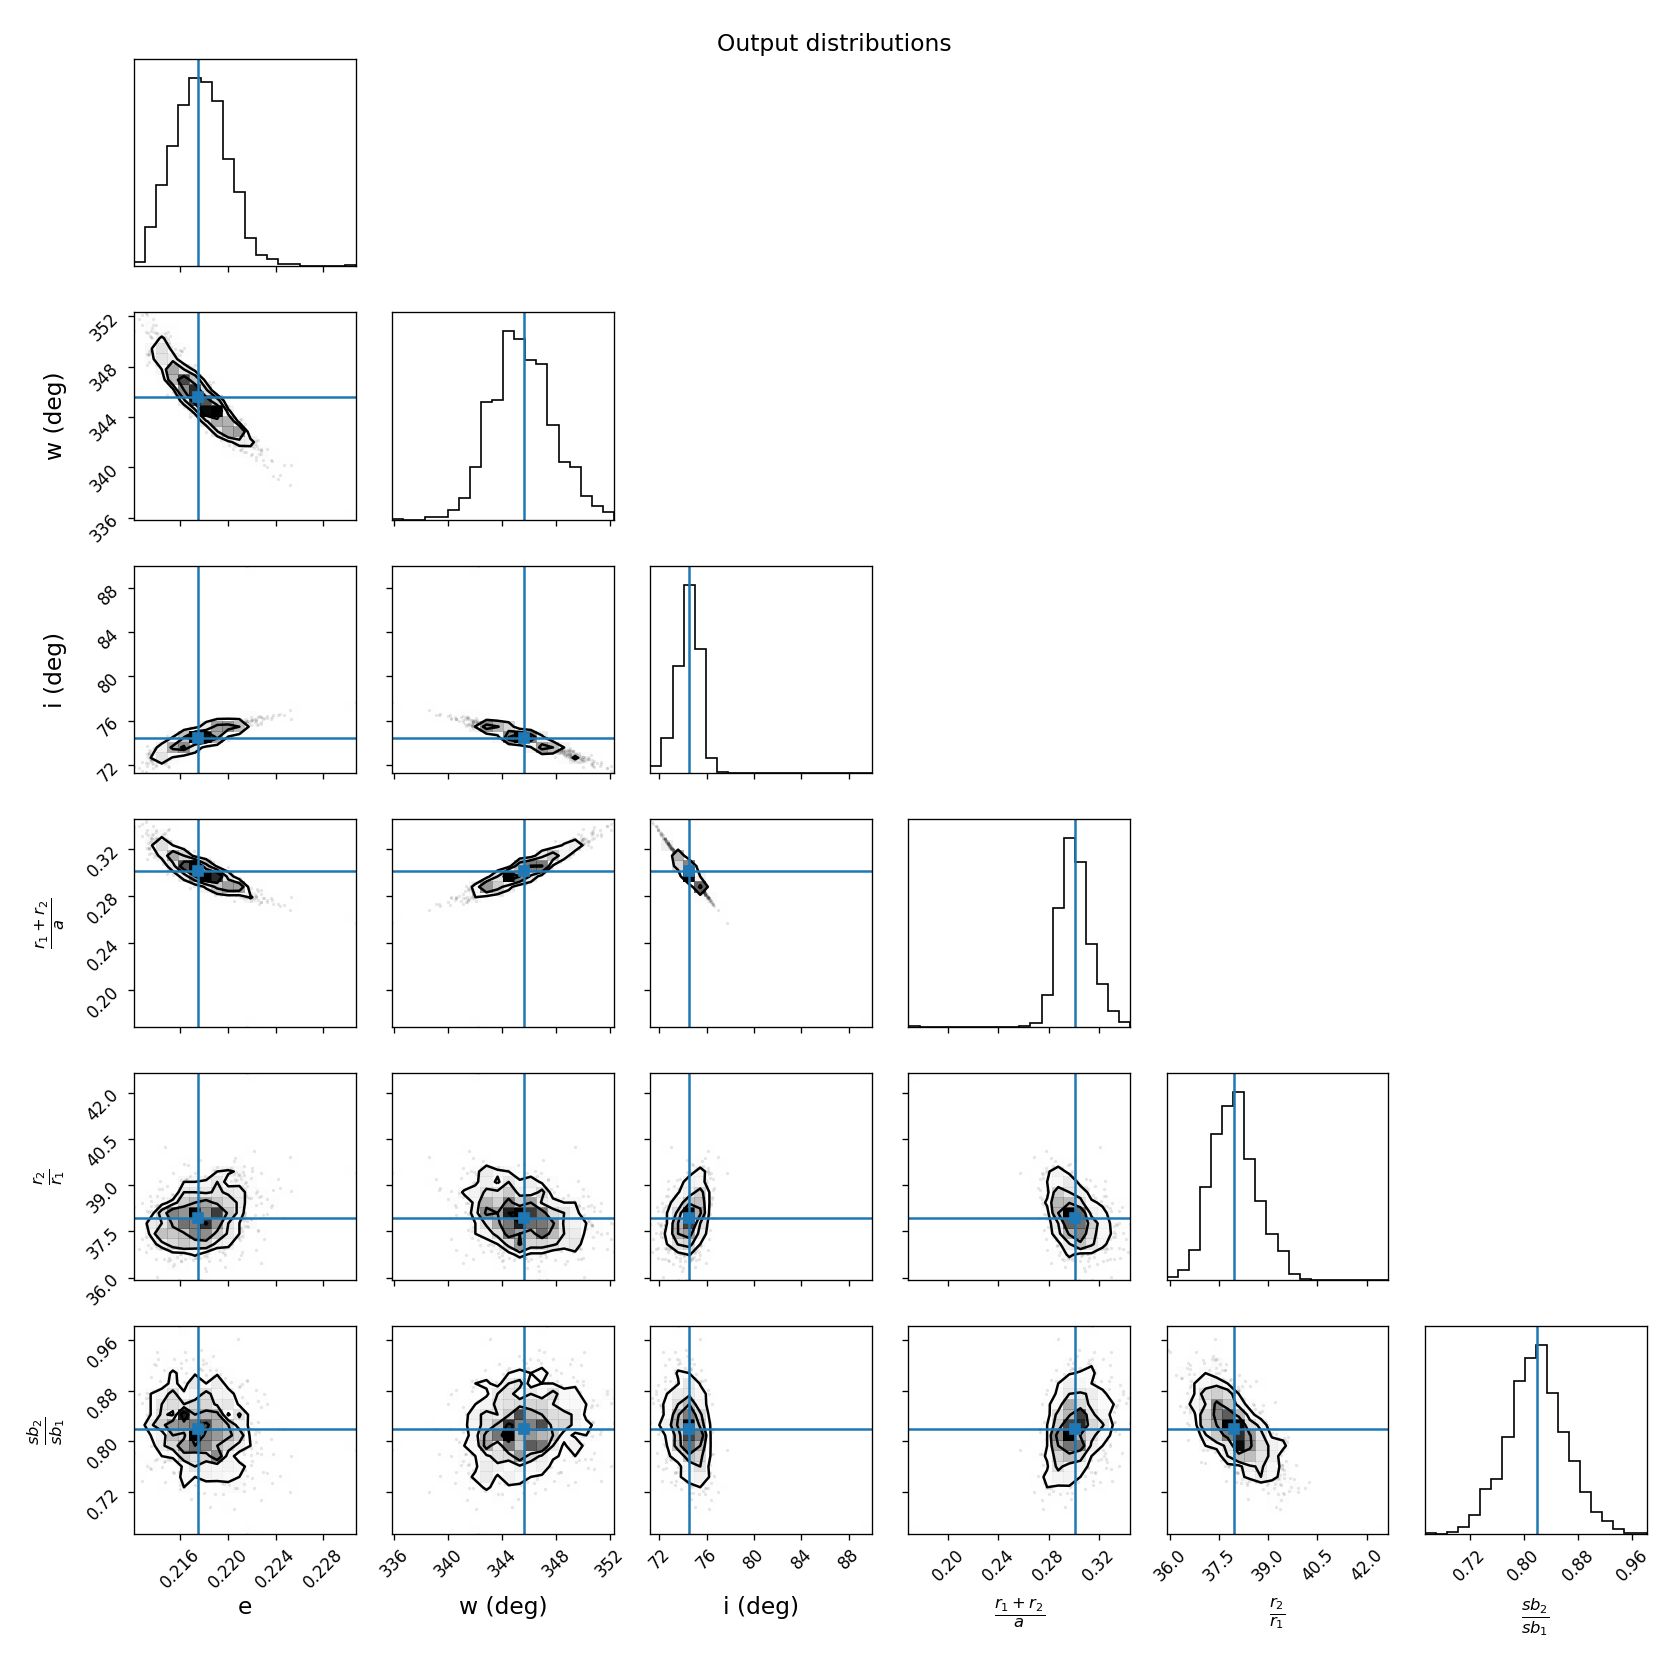 Output distributions
w (deg)
352
348
344
340
336
i (deg)
88
84
80
76
72
r₁ + r₂
a
0.32
0.28
0.24
0.20
r₂
r₁
42.0
40.5
39.0
37.5
36.0
sb₂
sb₁
0.96
0.88
0.80
0.72
0.216 0.220 0.224 0.228 336 340 344 348 352 72 76 80 84 88 0.20 0.24 0.28 0.32 36.0 37.5 39.0 40.5 42.0 0.72 0.80 0.88 0.96
e w (deg) i (deg) r₁ + r₂ r₂ sb₂
a r₁ sb₁